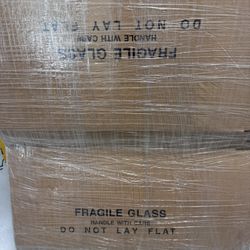 DO NOT LAY FLAT
HANDLE WITH CARE
FRAGILE GLASS
FRAGILE GLASS
HANDLE WITH CARE
DO NOT LAY FLAT